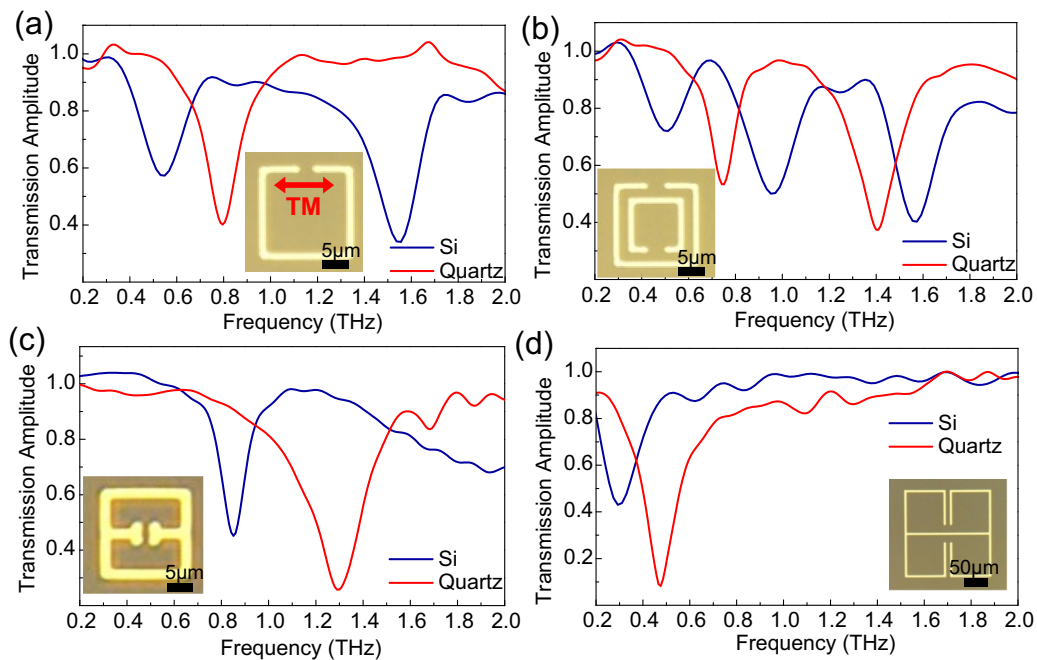 (a)
Transmission Amplitude
1.0
0.8
0.6
0.4
TM
5μm
Si
Quartz
0.2 0.4 0.6 0.8 1.0 1.2 1.4 1.6 1.8 2.0
Frequency (THz)
(b)
Transmission Amplitude
1.0
0.8
0.6
0.4
5μm
Si
Quartz
0.2 0.4 0.6 0.8 1.0 1.2 1.4 1.6 1.8 2.0
Frequency (THz)
(c)
Transmission Amplitude
1.0
0.8
0.6
0.4
5μm
Si
Quartz
0.2 0.4 0.6 0.8 1.0 1.2 1.4 1.6 1.8 2.0
Frequency (THz)
(d)
Transmission Amplitude
1.0
0.8
0.6
0.4
0.2
Si
Quartz
50μm
0.2 0.4 0.6 0.8 1.0 1.2 1.4 1.6 1.8 2.0
Frequency (THz)